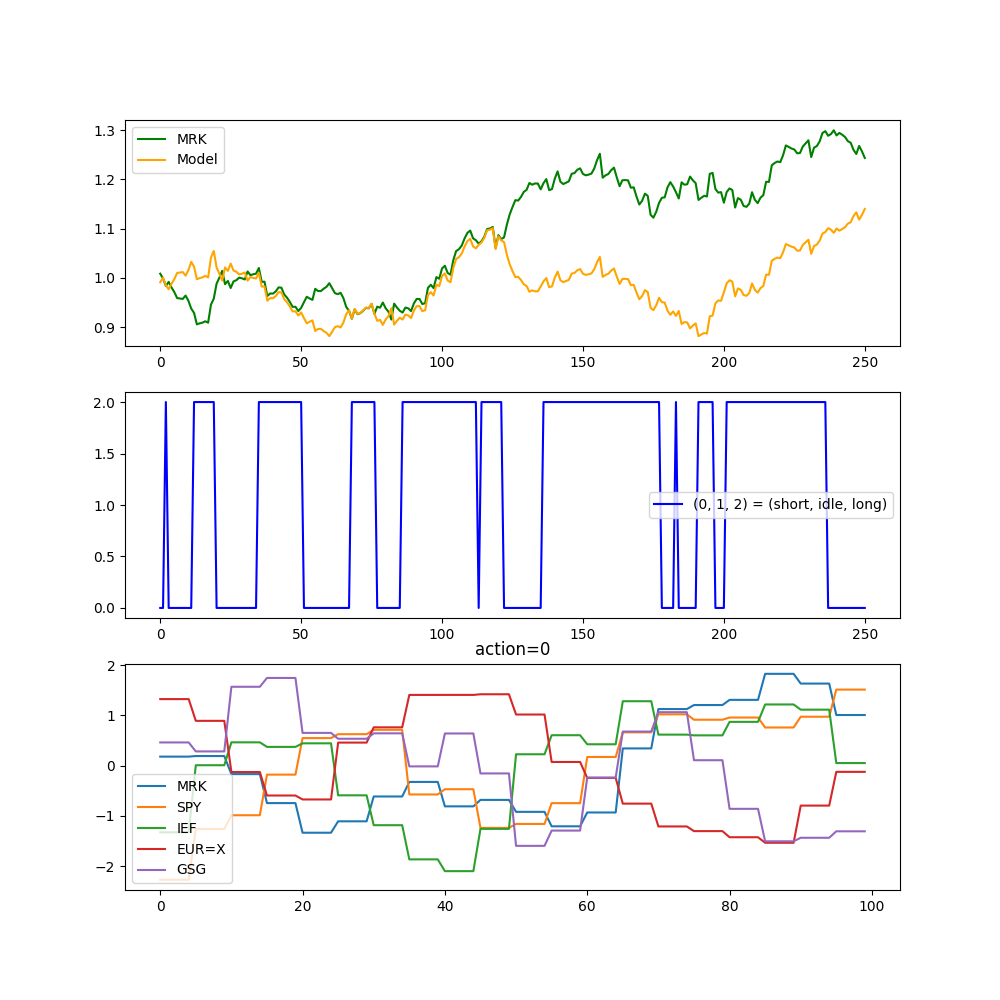 1.3
1.2
1.1
1.0
0.9
MRK
Model
0 50 100 150 200 250
2.0
1.5
1.0
0.5
0.0
(0, 1, 2) = (short, idle, long)
0 50 100 150 200 250
action=0
2
1
0
−1
−2
MRK
SPY
IEF
EUR=X
GSG
0 20 40 60 80 100